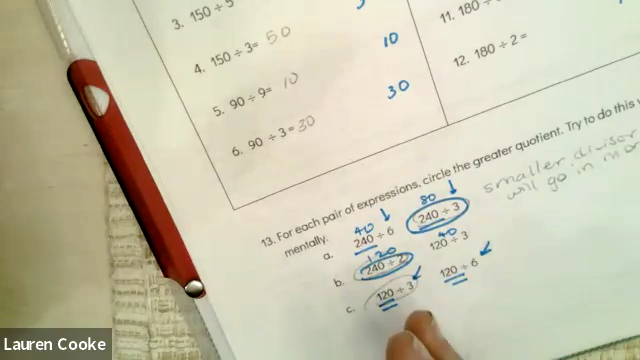 3. 150 ÷ 5
4. 150 ÷ 3= 50
10
5. 90 ÷ 9= 10
30
6. 90 ÷ 3=30
11. 180 ÷
12. 180 ÷ 2=
13. For each pair of expressions, circle the greater quotient. Try to do this
mentally.
smaller divisor
will go in mor
40 80
a. 240 ÷ 6 240 ÷ 3
120 40
b. 240 ÷ 2 120 ÷ 3
c. 120 ÷ 3 120 ÷ 6
Lauren Cooke